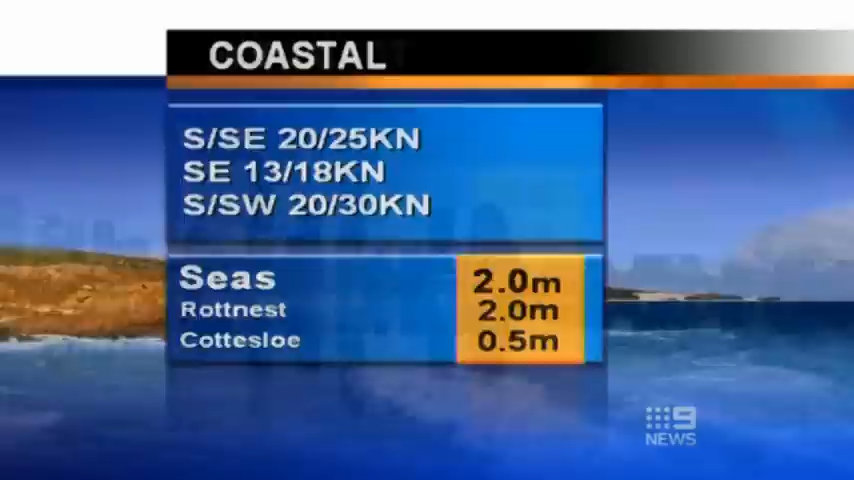 COASTAL
S/SE 20/25KN
SE 13/18KN
S/SW 20/30KN
Seas 2.0m
Rottnest 2.0m
Cottesloe 0.5m
9
NEWS